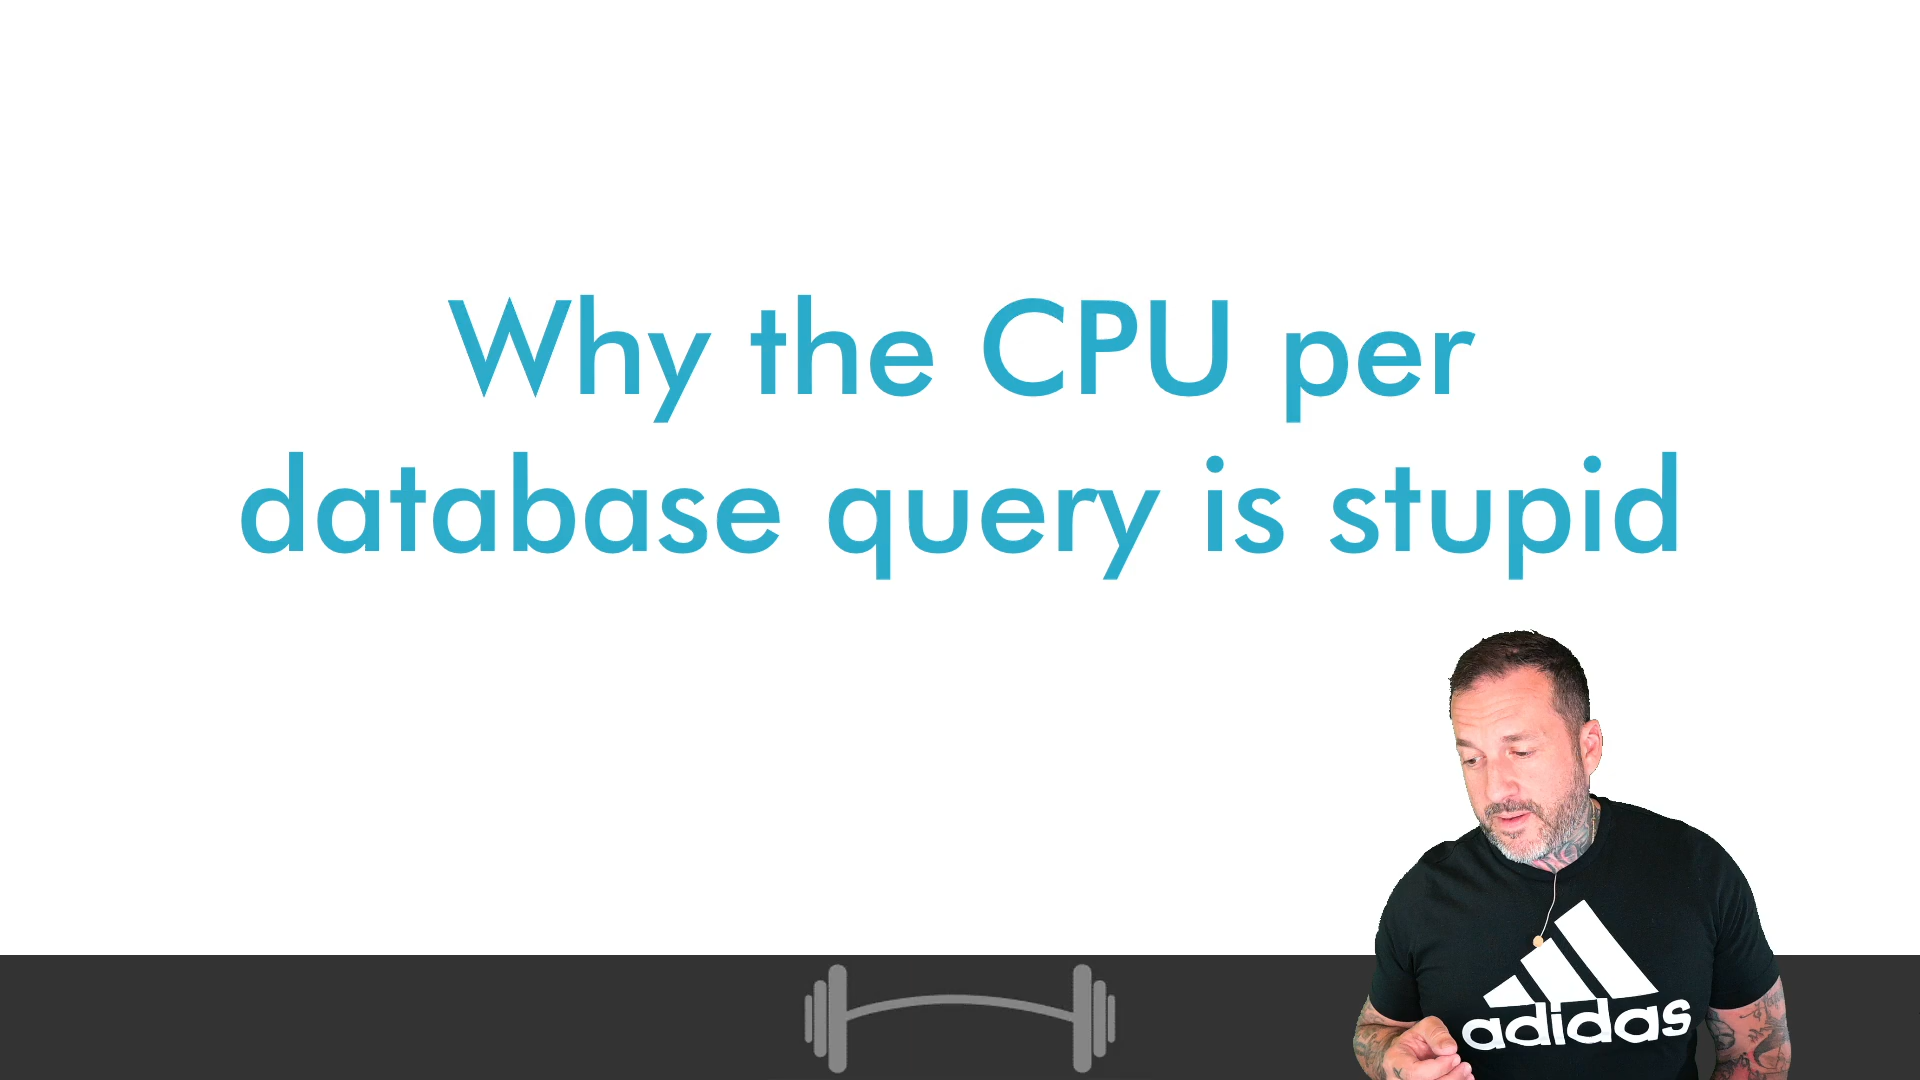 Why the CPU per
database query is stupid
adidas